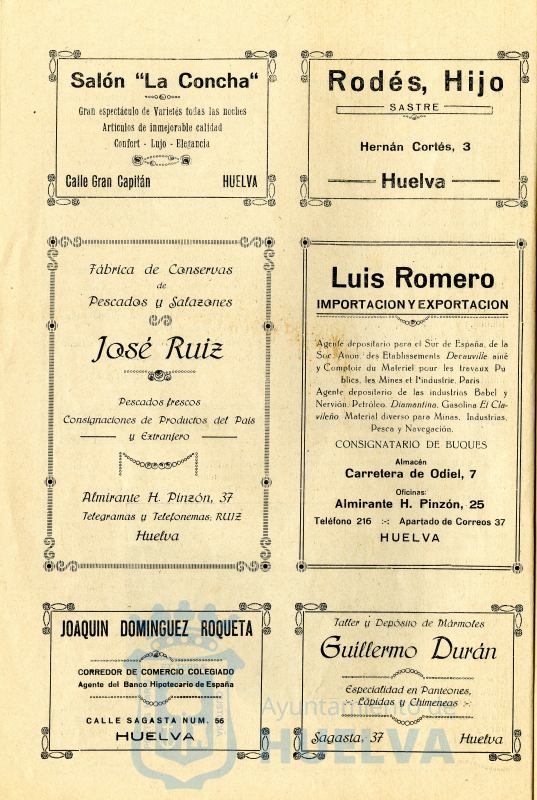 Salón "La Concha"
Gran espectáculo de Varietés todas las noches
Artículos de inmejorable calidad
Confort - Lujo - Elegancia
Calle Gran Capitán HUELVA
Rodés, Hijo
SASTRE
Hernán Cortés, 3
Huelva
Fábrica de Conservas
de
Pescados y Salazones
José Ruiz
Pescados frescos
Consignaciones de Productos del País
y Extranjero
Almirante H. Pinzón, 37
Telegramas y Telefonemas: RUIZ
Huelva
Luis Romero
IMPORTACION Y EXPORTACION
Agente depositario para el Sur de España, de la
Soc. Anon. des Etablissements Decauville ainé
y Comptoir du Materiel pour les travaux Pu
blics, les Mines et l'industrie. Paris
Agente depositario de las industrias Babel y
Nervión. Petróleo. Diamantina. Gasolina El Cla-
vileño. Material diverso para Minas. Industrias,
Pesca y Navegación.
CONSIGNATARIO DE BUQUES
Almacén
Carretera de Odiel, 7
Oficinas:
Almirante H. Pinzón, 25
Teléfono 216 :-: Apartado de Correos 37
HUELVA
JOAQUIN DOMINGUEZ ROQUETA
CORREDOR DE COMERCIO COLEGIADO
Agente del Banco Hipotecario de España
CALLE SAGASTA NUM. 56
HUELVA
Taller y Depósito de Mármoles
Guillermo Durán
Especialidad en Panteones,
-:- Lápidas y Chimeneas -:-
Sagasta, 37 Huelva
Ayuntamiento de
HUELVA